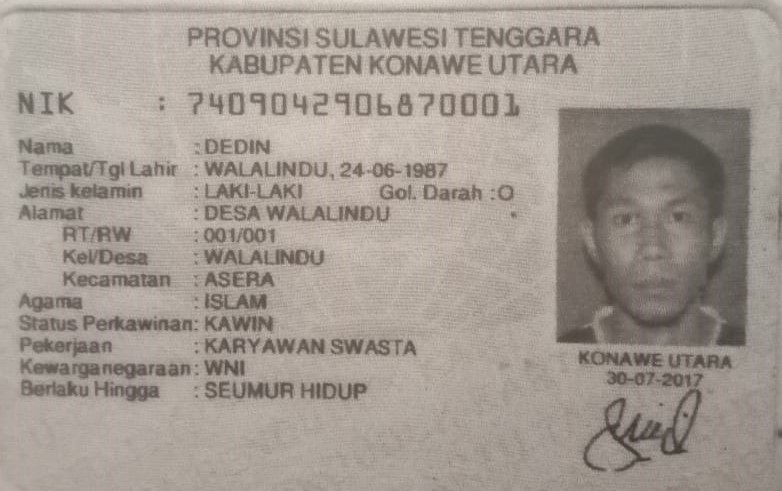 PROVINSI SULAWESI TENGGARA
KABUPATEN KONAWE UTARA
NIK : 7409042906870001
Nama : DEDIN
Tempat/Tgl Lahir : WALALINDU, 24-06-1987
Jenis kelamin : LAKI-LAKI Gol. Darah : O
Alamat : DESA WALALINDU
RT/RW : 001/001
Kel/Desa : WALALINDU
Kecamatan : ASERA
Agama : ISLAM
Status Perkawinan: KAWIN
Pekerjaan : KARYAWAN SWASTA
Kewarganegaraan: WNI
Berlaku Hingga : SEUMUR HIDUP
KONAWE UTARA
30-07-2017